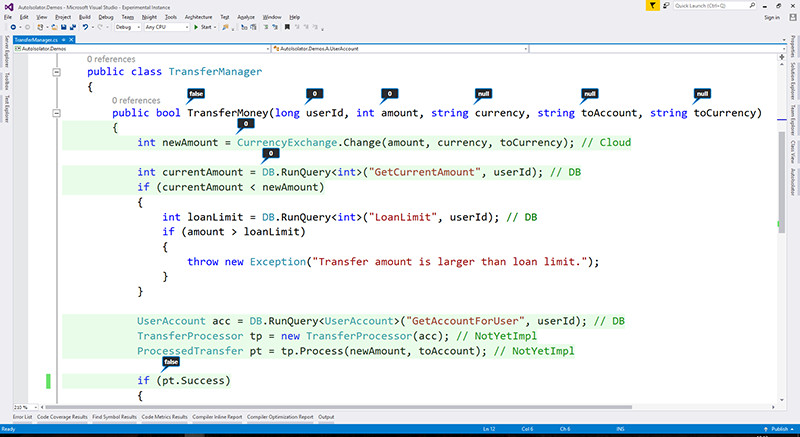 AutoIsolator.Demos - Microsoft Visual Studio - Experimental Instance
Quick Launch (Ctrl+Q)
File Edit View Project Build Debug Team Nsight Tools Architecture Test Analyze Window Help
Sign in
Debug Any CPU Start
TransferManager.cs
AutoIsolator.Demos AutoIsolator.Demos.A.UserAccount
Server Explorer
Toolbox
Test Explorer
Properties
Solution Explorer
Team Explorer
Class View
AutoIsolator
0 references
public class TransferManager
{
false 0 0 null null null
0 references
public bool TransferMoney(long userId, int amount, string currency, string toAccount, string toCurrency)
{
0
int newAmount = CurrencyExchange.Change(amount, currency, toCurrency); // Cloud
0
int currentAmount = DB.RunQuery<int>("GetCurrentAmount", userId); // DB
if (currentAmount < newAmount)
{
int loanLimit = DB.RunQuery<int>("LoanLimit", userId); // DB
if (amount > loanLimit)
{
throw new Exception("Transfer amount is larger than loan limit.");
}
}
UserAccount acc = DB.RunQuery<UserAccount>("GetAccountForUser", userId); // DB
TransferProcessor tp = new TransferProcessor(acc); // NotYetImpl
ProcessedTransfer pt = tp.Process(newAmount, toAccount); // NotYetImpl
false
if (pt.Success)
{
210 %
Error List Code Coverage Results Find Symbol Results Code Metrics Results Compiler Inline Report Compiler Optimization Report Output
Ready Ln 12 Col 6 Ch 6 INS Publish